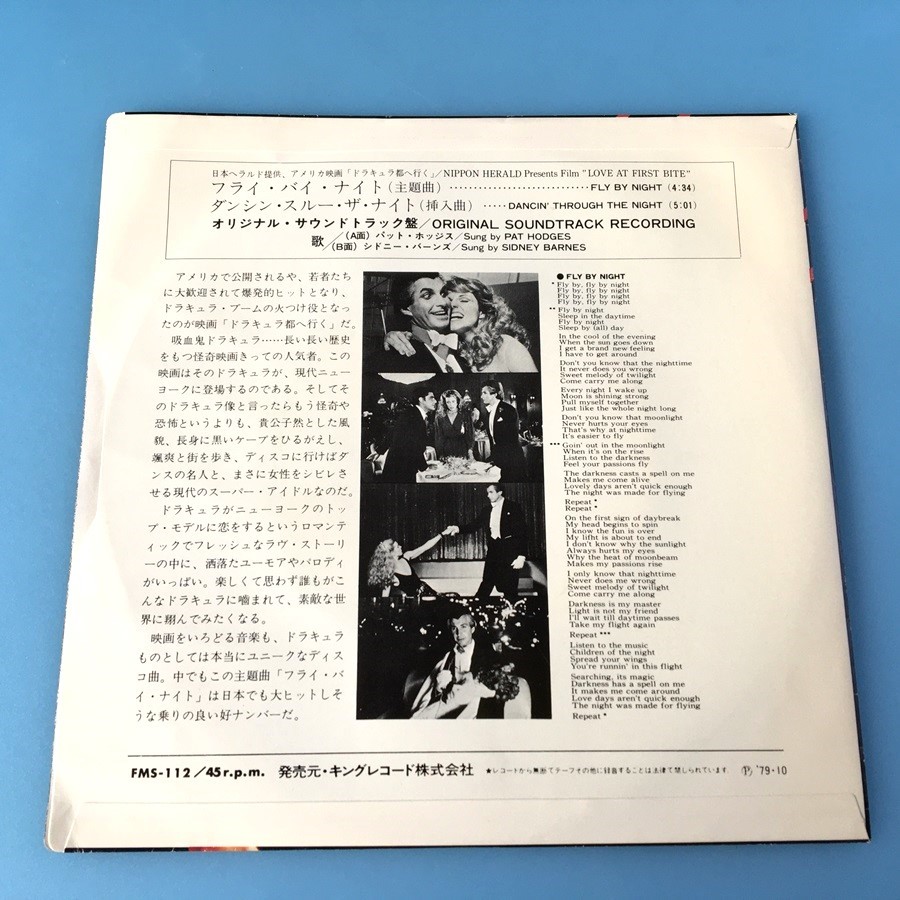 日本ヘラルド提供、アメリカ映画「ドラキュラ都へ行く」/NIPPON HERALD Presents Film "LOVE AT FIRST BITE"
フライ・バイ・ナイト(主題曲)……………………………FLY BY NIGHT (4:34)
ダンシン・スルー・ザ・ナイト(挿入曲)……DANCIN' THROUGH THE NIGHT (5:01)
オリジナル・サウンドトラック盤/ORIGINAL SOUNDTRACK RECORDING
歌/(A面)パット・ホッジス/Sung by PAT HODGES
(B面)シドニー・バーンズ/Sung by SIDNEY BARNES
アメリカで公開されるや、若者たち
に大歓迎されて爆発的ヒットとなり、
ドラキュラ・ブームの火つけ役となっ
たのが映画「ドラキュラ都へ行く」だ。
吸血鬼ドラキュラ……長い長い歴史
をもつ怪奇映画きっての人気者。この
映画はそのドラキュラが、現代ニュー
ヨークに登場するのである。そしてそ
のドラキュラ像と言ったらもう怪奇や
恐怖というよりも、貴公子然とした風
貌、長身に黒いケープをひるがえし、
颯爽と街を歩き、ディスコに行けばダ
ンスの名人と、まさに女性をシビレさ
せる現代のスーパー・アイドルなのだ。
ドラキュラがニューヨークのトッ
プ・モデルに恋をするというロマンテ
ィックでフレッシュなラヴ・ストーリ
ーの中に、洒落たユーモアやパロディ
がいっぱい。楽しくて思わず誰もがこ
んなドラキュラに噛まれて、素敵な世
界に翔んでみたくなる。
映画をいろどる音楽も、ドラキュラ
ものとしては本当にユニークなディス
コ曲。中でもこの主題曲「フライ・バ
イ・ナイト」は日本でも大ヒットしそ
うな乗りの良い好ナンバーだ。
●FLY BY NIGHT
* Fly by, fly by night
Fly by, fly by night
Fly by, fly by night
Fly by, fly by night
** Fly by night
Sleep in the daytime
Fly by night
Sleep by (all) day
In the cool of the evening
When the sun goes down
I get a brand new feeling
I have to get around
Don't you know that the nighttime
It never does you wrong
Sweet melody of twilight
Come carry me along
Every night I wake up
Moon is shining strong
Pull myself together
Just like the whole night long
Don't you know that moonlight
Never hurts your eyes
That's why at nighttime
It's easier to fly
*** Goin' out in the moonlight
When it's on the rise
Listen to the darkness
Feel your passions fly
The darkness casts a spell on me
Makes me come alive
Lovely days aren't quick enough
The night was made for flying
Repeat *
Repeat *
On the first sign of daybreak
My head begins to spin
I know the fun is over
My lifht is about to end
I don't know why the sunlight
Always hurts my eyes
Why the heat of moonbeam
Makes my passions rise
I only know that nighttime
Never does me wrong
Sweet melody of twilight
Come carry me along
Darkness is my master
Light is not my friend
I'll wait till daytime passes
Take my flight again
Repeat ***
Listen to the music
Children of the night
Spread your wings
You're runnin' in this flight
Searching, its magic
Darkness has a spell on me
It makes me come around
Love days aren't quick enough
The night was made for flying
Repeat *
FMS-112/45r.p.m. 発売元・キングレコード株式会社 ★レコードから無断でテープその他に録音することは法律で禁じられています. Ⓟ '79・10